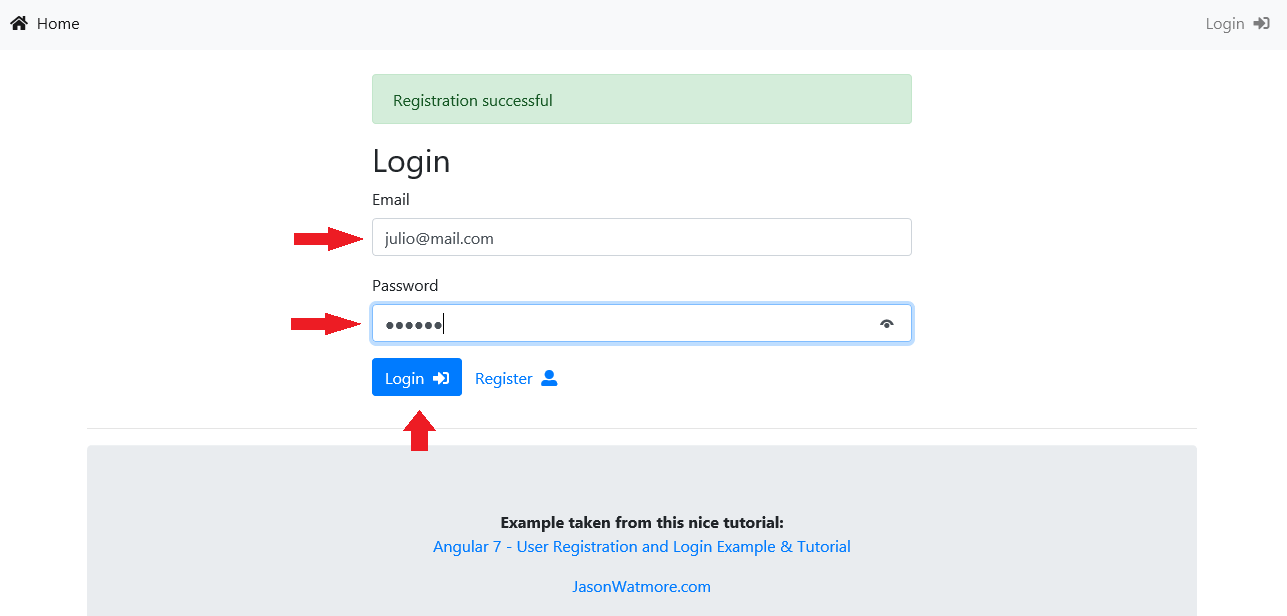 Home
Login
Registration successful
Login
Email
julio@mail.com
Password
●●●●●●
Login
Register
Example taken from this nice tutorial:
Angular 7 - User Registration and Login Example & Tutorial
JasonWatmore.com